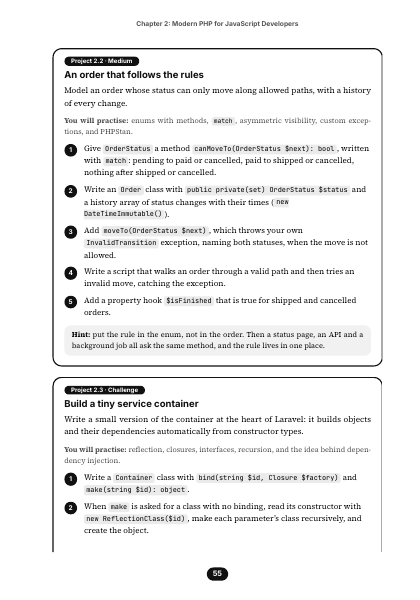 Chapter 2: Modern PHP for JavaScript Developers
Project 2.2 · Medium
An order that follows the rules
Model an order whose status can only move along allowed paths, with a history
of every change.
You will practise: enums with methods, match, asymmetric visibility, custom excep-
tions, and PHPStan.
1 Give OrderStatus a method canMoveTo(OrderStatus $next): bool, written
with match: pending to paid or cancelled, paid to shipped or cancelled,
nothing after shipped or cancelled.
2 Write an Order class with public private(set) OrderStatus $status and
a history array of status changes with their times (new
DateTimeImmutable()).
3 Add moveTo(OrderStatus $next), which throws your own
InvalidTransition exception, naming both statuses, when the move is not
allowed.
4 Write a script that walks an order through a valid path and then tries an
invalid move, catching the exception.
5 Add a property hook $isFinished that is true for shipped and cancelled
orders.
Hint: put the rule in the enum, not in the order. Then a status page, an API and a
background job all ask the same method, and the rule lives in one place.
Project 2.3 · Challenge
Build a tiny service container
Write a small version of the container at the heart of Laravel: it builds objects
and their dependencies automatically from constructor types.
You will practise: reflection, closures, interfaces, recursion, and the idea behind depen-
dency injection.
1 Write a Container class with bind(string $id, Closure $factory) and
make(string $id): object.
2 When make is asked for a class with no binding, read its constructor with
new ReflectionClass($id), make each parameter's class recursively, and
create the object.
55